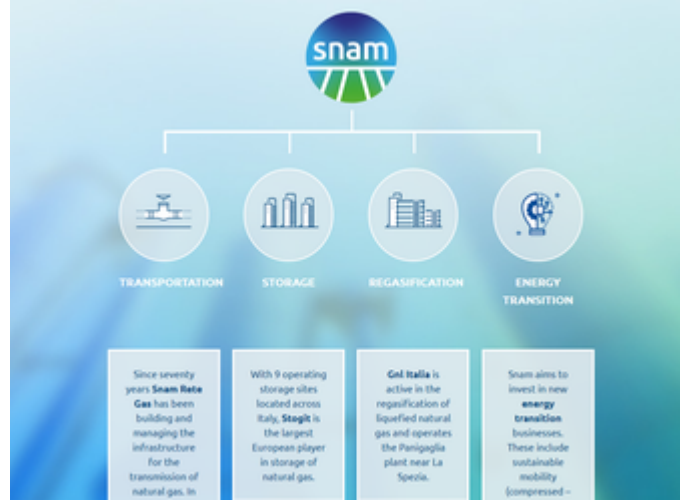 snam
TRANSPORTATION
STORAGE
REGASIFICATION
ENERGY
TRANSITION
Since seventy
years Snam Rete
Gas has been
building and
managing the
infrastructure
for the
transmission of
natural gas. In
With 9 operating
storage sites
located across
Italy, Stogit is
the largest
European player
in storage of
natural gas.
Gnl Italia is
active in the
regasification of
liquefied natural
gas and operates
the Panigaglia
plant near La
Spezia.
Snam aims to
invest in new
energy
transition
businesses.
These include
sustainable
mobility
(compressed –